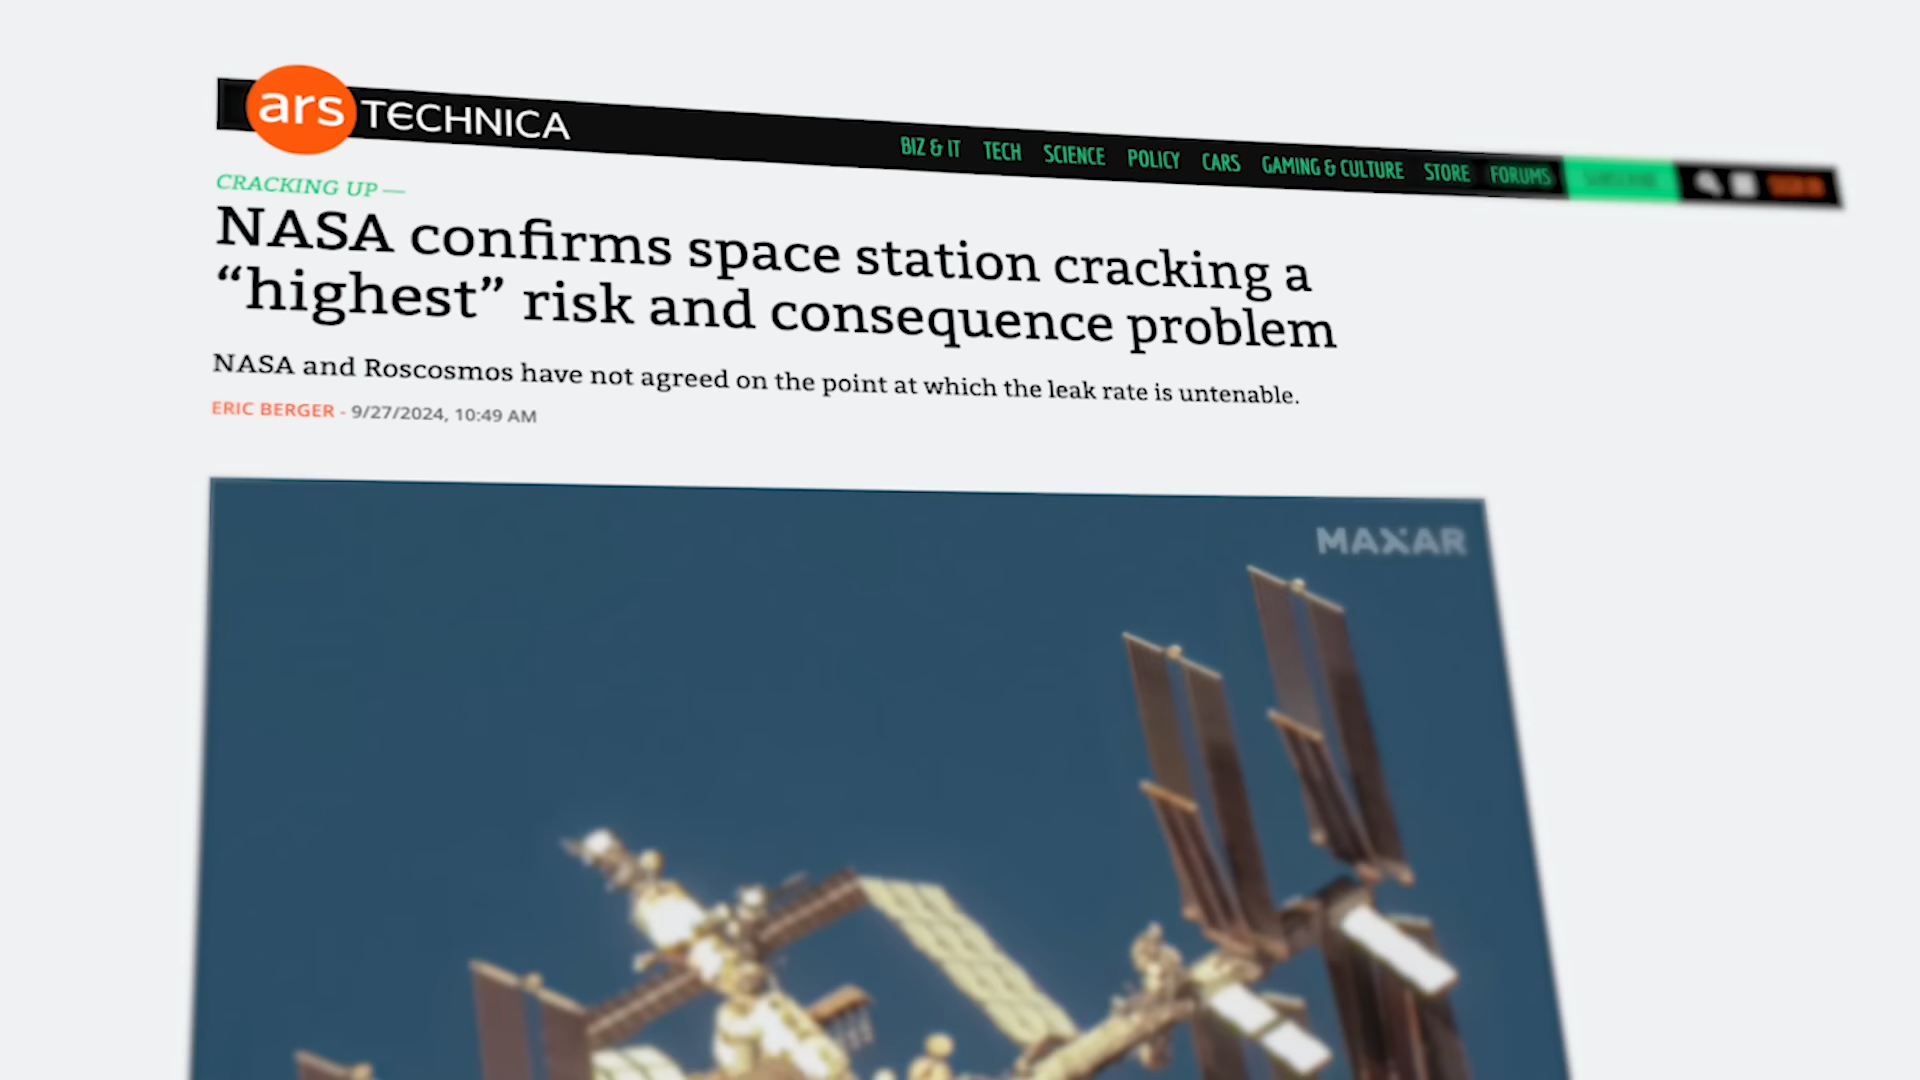 ars TECHNICA
BIZ & IT TECH SCIENCE POLICY CARS GAMING & CULTURE STORE FORUMS
CRACKING UP —
NASA confirms space station cracking a
“highest” risk and consequence problem
NASA and Roscosmos have not agreed on the point at which the leak rate is untenable.
ERIC BERGER - 9/27/2024, 10:49 AM
MAXAR